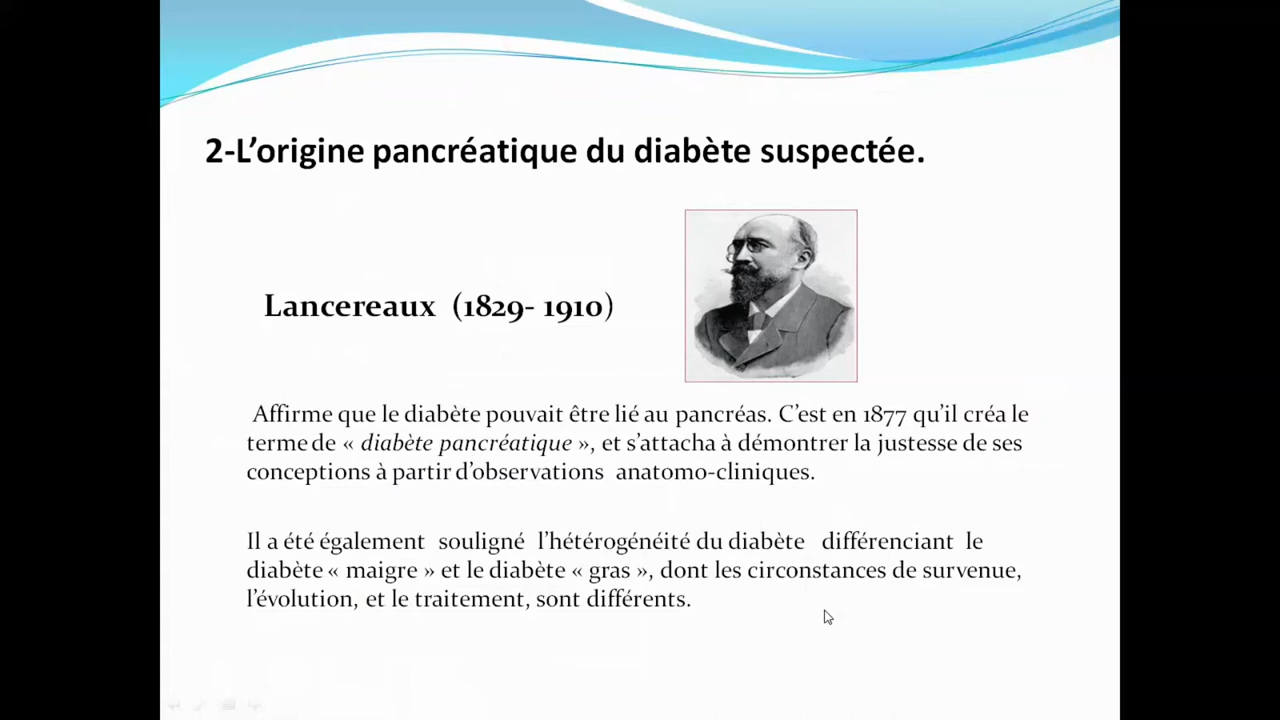 2-L’origine pancréatique du diabète suspectée.
Lancereaux (1829- 1910)
Affirme que le diabète pouvait être lié au pancréas. C’est en 1877 qu’il créa le
terme de « diabète pancréatique », et s’attacha à démontrer la justesse de ses
conceptions à partir d’observations anatomo-cliniques.
Il a été également souligné l’hétérogénéité du diabète différenciant le
diabète « maigre » et le diabète « gras », dont les circonstances de survenue,
l’évolution, et le traitement, sont différents.